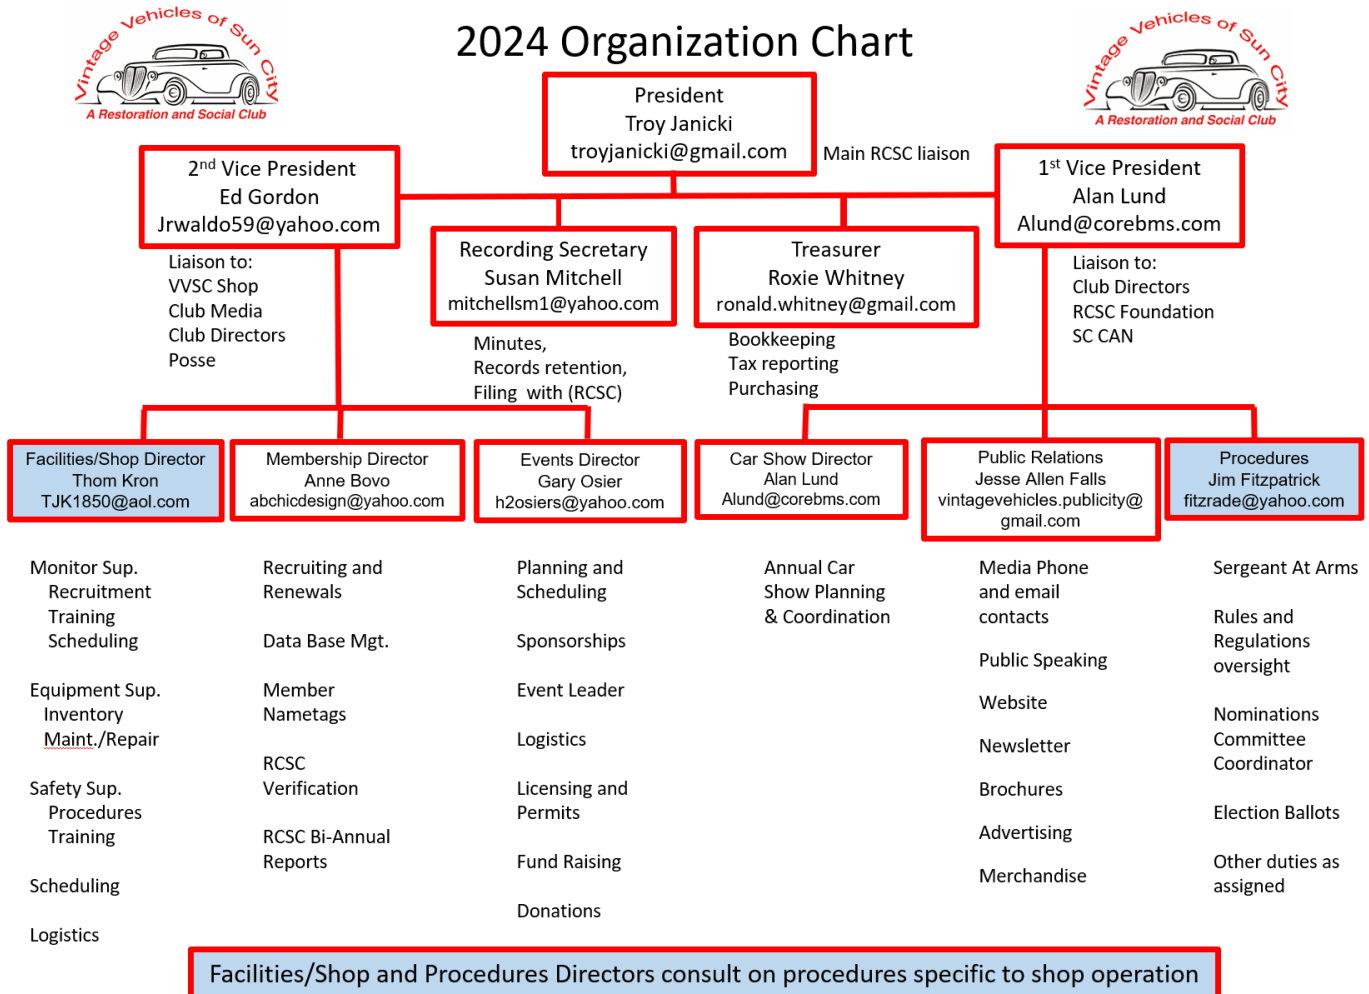 Vintage Vehicles of Sun City
A Restoration and Social Club
2024 Organization Chart
Vintage Vehicles of Sun City
A Restoration and Social Club
President
Troy Janicki
troyjanicki@gmail.com
Main RCSC liaison
2nd Vice President
Ed Gordon
Jrwaldo59@yahoo.com
1st Vice President
Alan Lund
Alund@corebms.com
Recording Secretary
Susan Mitchell
mitchellsm1@yahoo.com
Treasurer
Roxie Whitney
ronald.whitney@gmail.com
Liaison to:
VVSC Shop
Club Media
Club Directors
Posse
Minutes,
Records retention,
Filing with (RCSC)
Bookkeeping
Tax reporting
Purchasing
Liaison to:
Club Directors
RCSC Foundation
SC CAN
Facilities/Shop Director
Thom Kron
TJK1850@aol.com
Membership Director
Anne Bovo
abchicdesign@yahoo.com
Events Director
Gary Osier
h2osiers@yahoo.com
Car Show Director
Alan Lund
Alund@corebms.com
Public Relations
Jesse Allen Falls
vintagevehicles.publicity@
gmail.com
Procedures
Jim Fitzpatrick
fitzrade@yahoo.com
Monitor Sup.
Recruitment
Training
Scheduling
Equipment Sup.
Inventory
Maint./Repair
Safety Sup.
Procedures
Training
Scheduling
Logistics
Recruiting and
Renewals
Data Base Mgt.
Member
Nametags
RCSC
Verification
RCSC Bi-Annual
Reports
Planning and
Scheduling
Sponsorships
Event Leader
Logistics
Licensing and
Permits
Fund Raising
Donations
Annual Car
Show Planning
& Coordination
Media Phone
and email
contacts
Public Speaking
Website
Newsletter
Brochures
Advertising
Merchandise
Sergeant At Arms
Rules and
Regulations
oversight
Nominations
Committee
Coordinator
Election Ballots
Other duties as
assigned
Facilities/Shop and Procedures Directors consult on procedures specific to shop operation